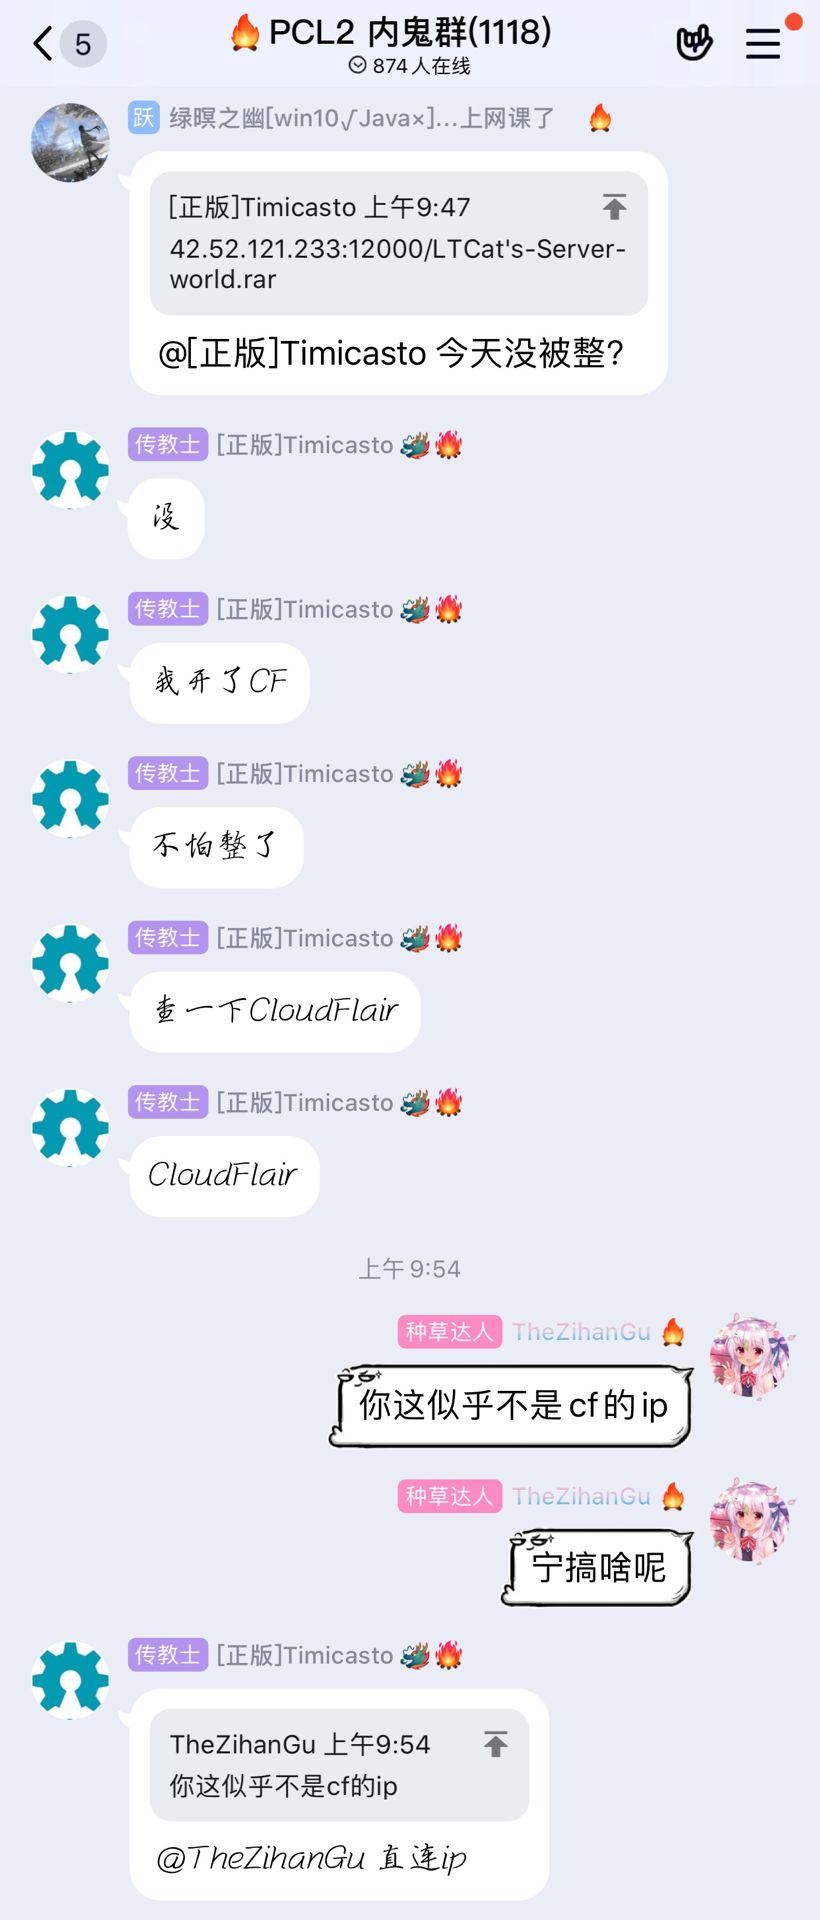 5
🔥PCL2 内鬼群(1118)
874人在线
跃 绿暝之幽[win10√Java×]...上网课了 🔥
[正版]Timicasto 上午9:47
42.52.121.233:12000/LTCat's-Server-
world.rar
@[正版]Timicasto 今天没被整?
传教士 [正版]Timicasto 🐲🔥
没
传教士 [正版]Timicasto 🐲🔥
我开了CF
传教士 [正版]Timicasto 🐲🔥
不怕整了
传教士 [正版]Timicasto 🐲🔥
查一下CloudFlair
传教士 [正版]Timicasto 🐲🔥
CloudFlair
上午 9:54
种草达人 TheZihanGu 🔥
你这似乎不是cf的ip
种草达人 TheZihanGu 🔥
宁搞啥呢
传教士 [正版]Timicasto 🐲🔥
TheZihanGu 上午9:54
你这似乎不是cf的ip
@TheZihanGu 直连ip